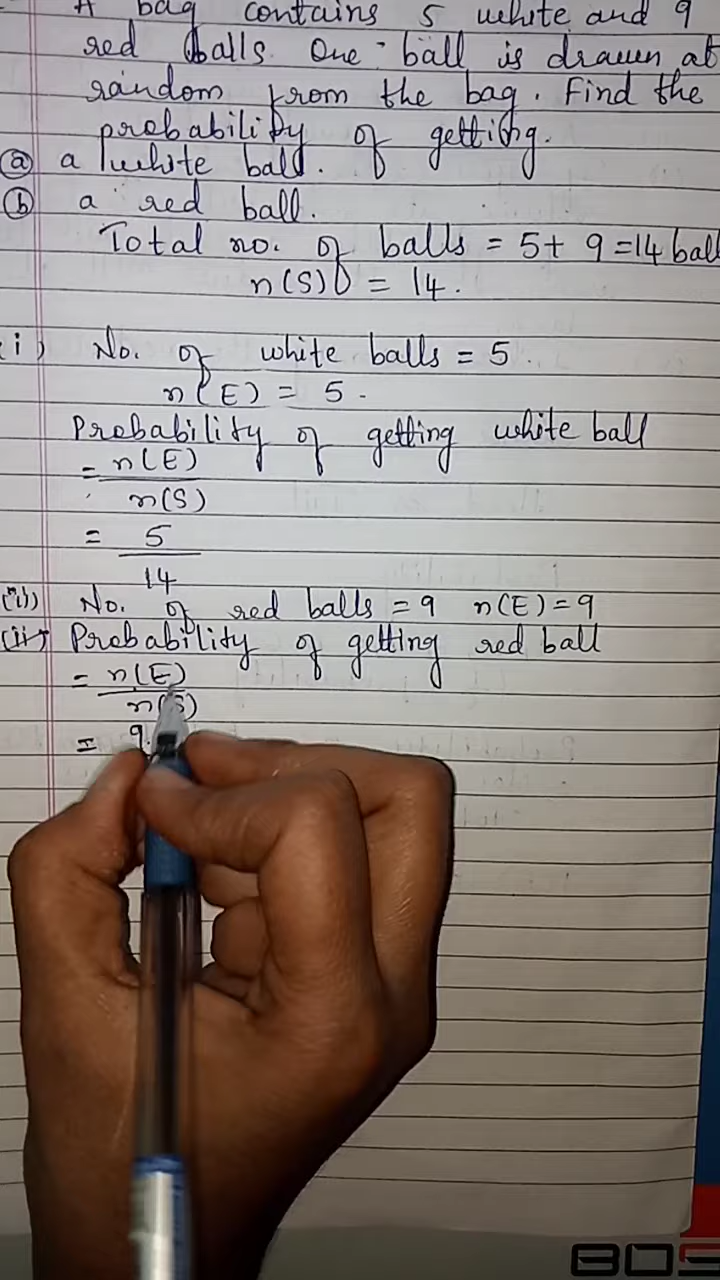 A bag contains 5 white and 9
red balls. One ball is drawn at
random from the bag. Find the
probability of getting.
(a) a white ball.
(b) a red ball.
Total no. of balls = 5+ 9 =14 ball
n(S) = 14.
(i) No. of white balls = 5.
n(E) = 5.
Probability of getting white ball
= n(E)
n(S)
= 5
14
(ii) No. of red balls = 9 n(E) = 9
Probability of getting red ball
= n(E)
n(S)
= 9
BOS